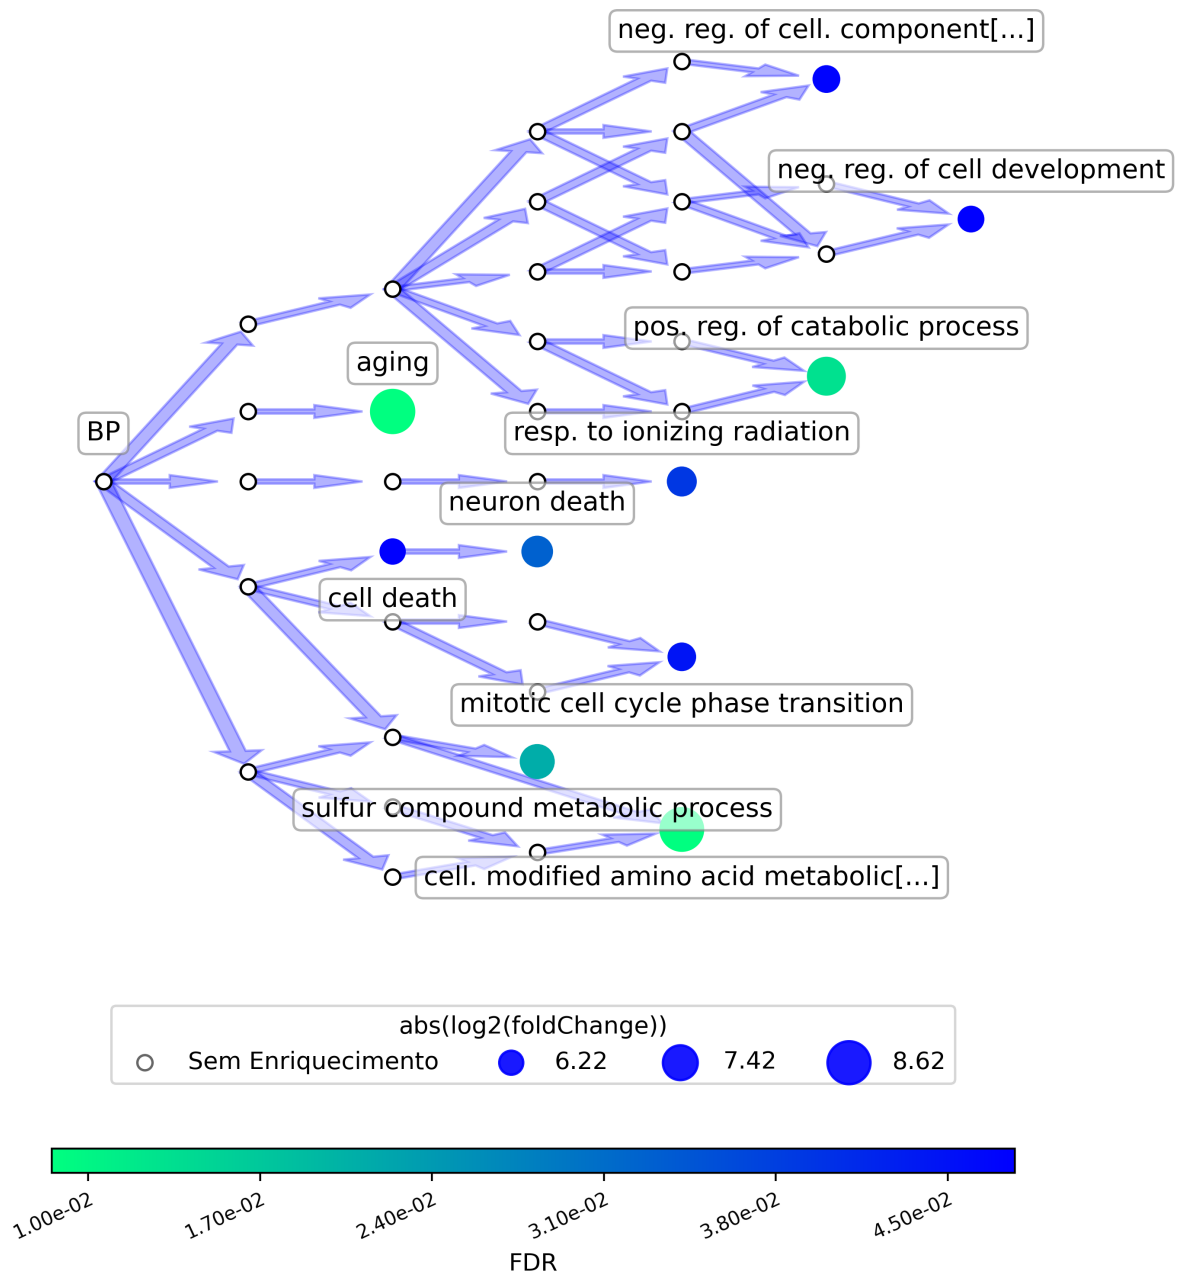 neg. reg. of cell. component[...]
neg. reg. of cell development
pos. reg. of catabolic process
aging
BP
resp. to ionizing radiation
neuron death
cell death
mitotic cell cycle phase transition
sulfur compound metabolic process
cell. modified amino acid metabolic[...]
abs(log2(foldChange))
Sem Enriquecimento 6.22 7.42 8.62
1.00e-02 1.70e-02 2.40e-02 3.10e-02 3.80e-02 4.50e-02
FDR